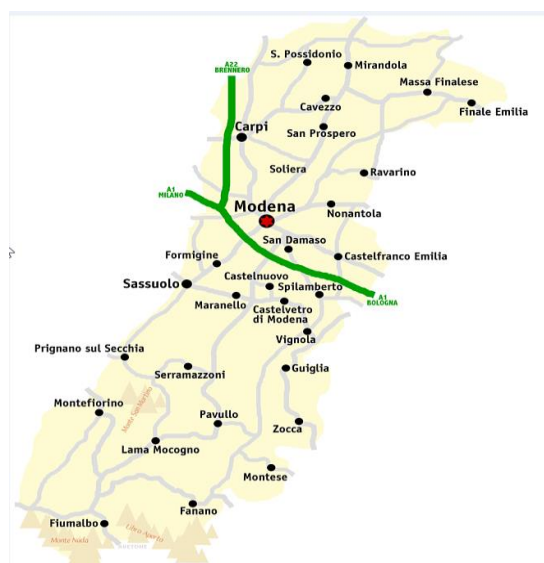 S. Possidonio
Mirandola
A22
BRENNERO
Massa Finalese
Cavezzo
Finale Emilia
Carpi
San Prospero
Soliera
Ravarino
A1
MILANO
Modena
Nonantola
San Damaso
Formigine
Castelfranco Emilia
Castelnuovo
Sassuolo
Spilamberto
Maranello
Castelvetro
di Modena
A1
BOLOGNA
Vignola
Prignano sul Secchia
Serramazzoni
Guiglia
Montefiorino
Pavullo
Zocca
Lama Mocogno
Montese
Fanano
Fiumalbo
Libro Aperto